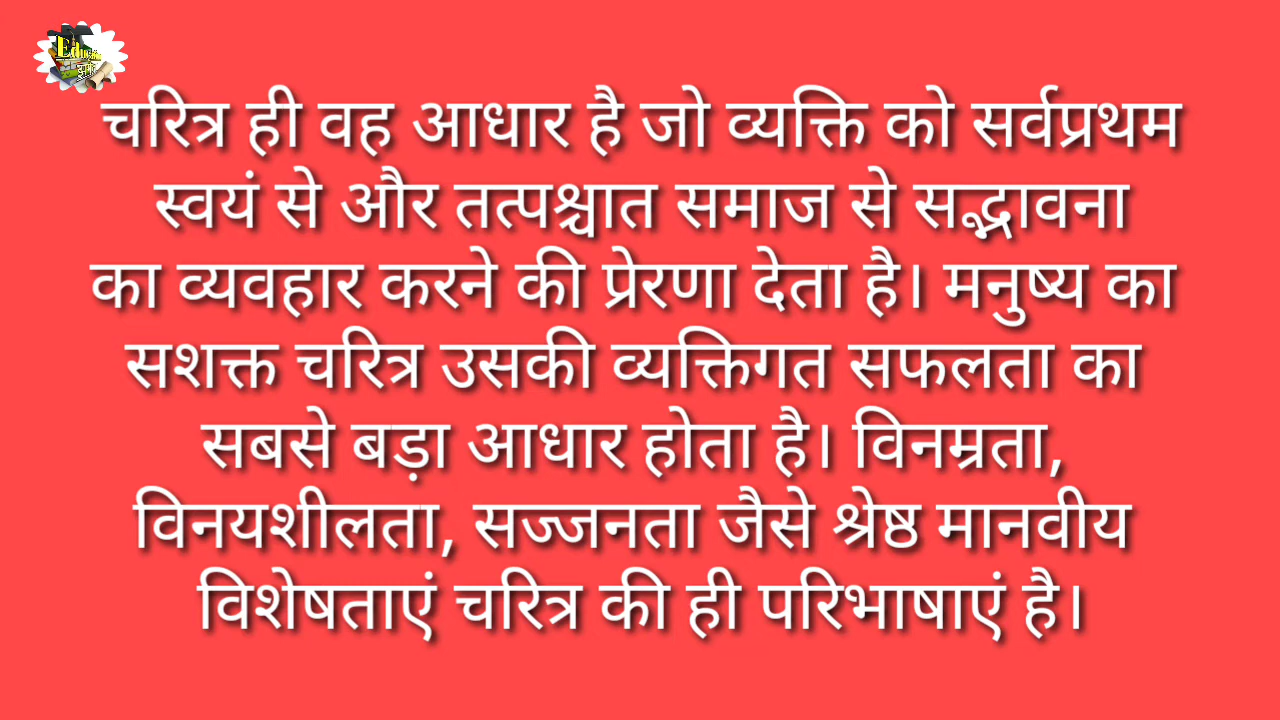 चरित्र ही वह आधार है जो व्यक्ति को सर्वप्रथम
स्वयं से और तत्पश्चात समाज से सद्भावना
का व्यवहार करने की प्रेरणा देता है। मनुष्य का
सशक्त चरित्र उसकी व्यक्तिगत सफलता का
सबसे बड़ा आधार होता है। विनम्रता,
विनयशीलता, सज्जनता जैसे श्रेष्ठ मानवीय
विशेषताएं चरित्र की ही परिभाषाएं है।